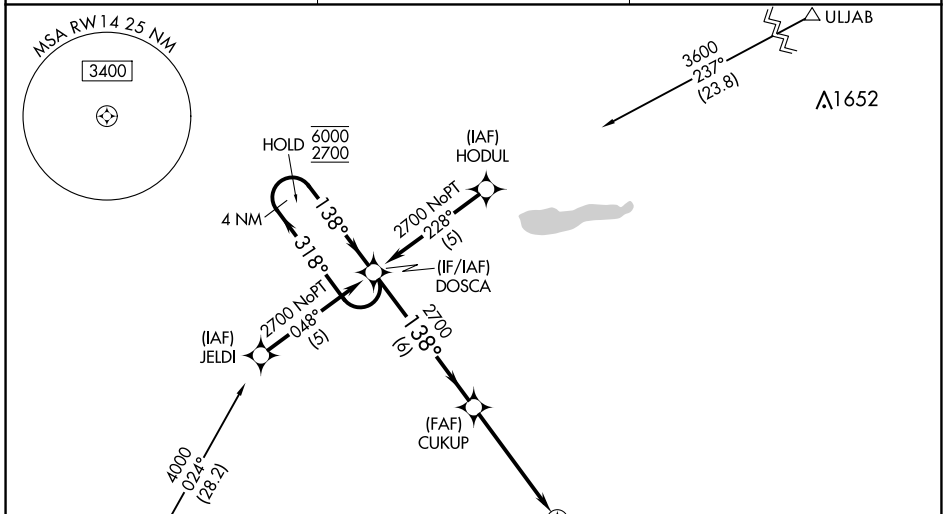 MSA RW14 25 NM
3400
ULJAB
3600
237°
(23.8)
1652
HOLD
6000
2700
(IAF)
HODUL
138°
4 NM
318°
2700 NoPT
228°
(5)
(IF/IAF)
DOSCA
2700 NoPT
048°
(5)
(IAF)
JELDI
2700
138°
(6)
(FAF)
CUKUP
4000
024°
(28.2)